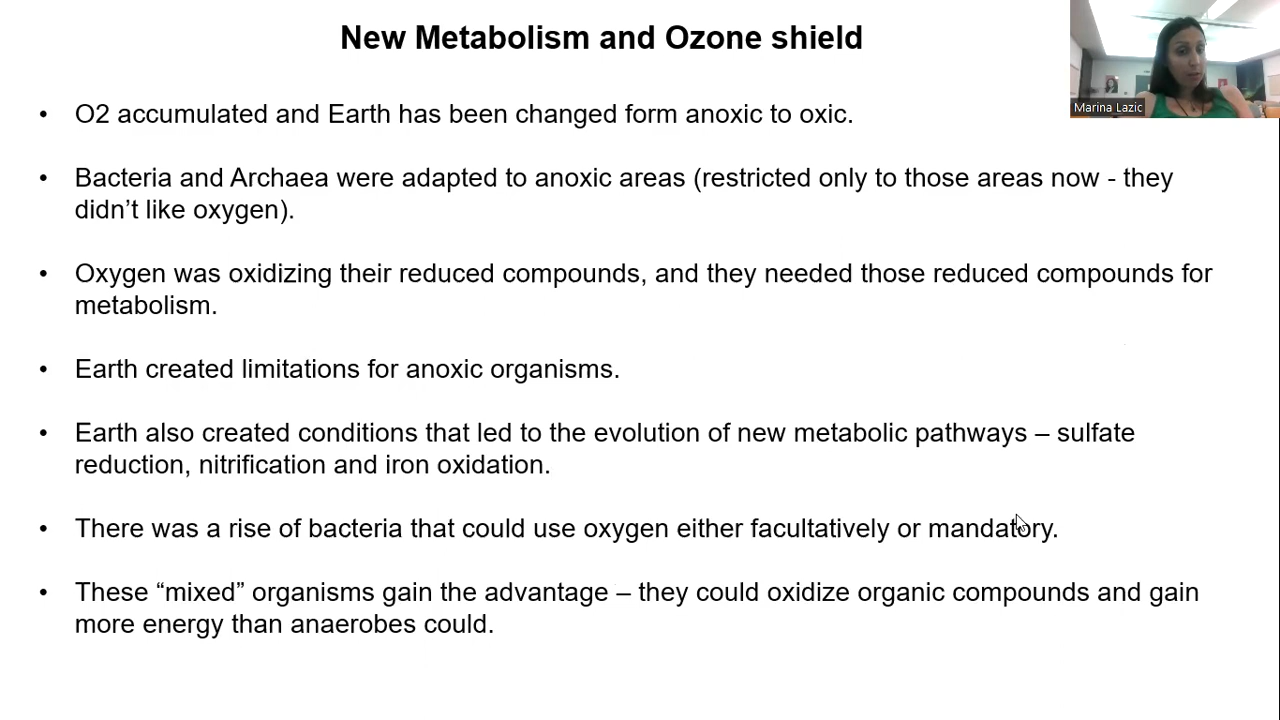 New Metabolism and Ozone shield
Marina Lazic
• O2 accumulated and Earth has been changed form anoxic to oxic.
• Bacteria and Archaea were adapted to anoxic areas (restricted only to those areas now - they
didn’t like oxygen).
• Oxygen was oxidizing their reduced compounds, and they needed those reduced compounds for
metabolism.
• Earth created limitations for anoxic organisms.
• Earth also created conditions that led to the evolution of new metabolic pathways – sulfate
reduction, nitrification and iron oxidation.
• There was a rise of bacteria that could use oxygen either facultatively or mandatory.
• These “mixed” organisms gain the advantage – they could oxidize organic compounds and gain
more energy than anaerobes could.